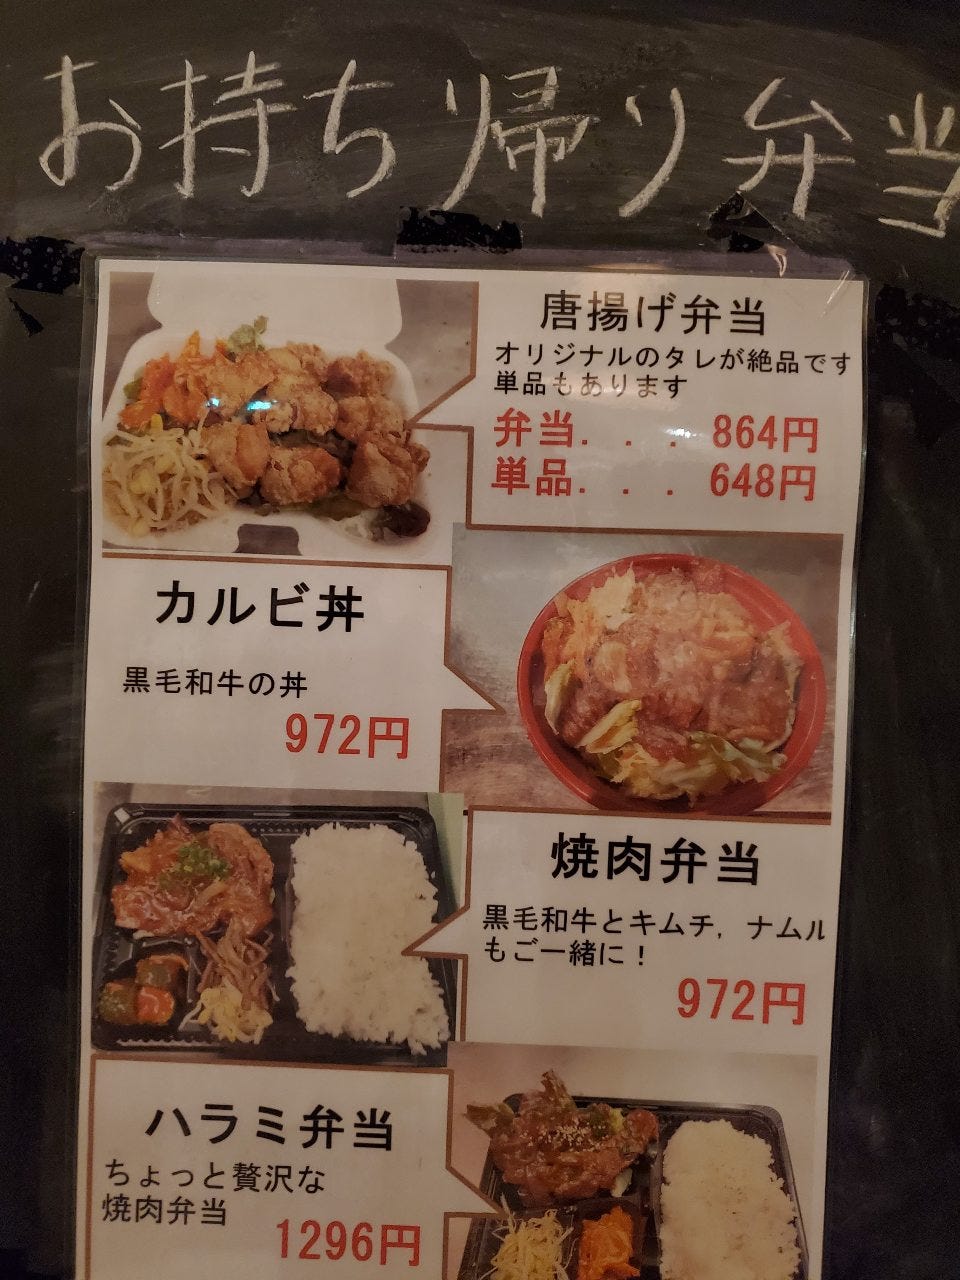 お持ち帰り弁当
唐揚げ弁当
オリジナルのタレが絶品です
単品もあります
弁当．．．864円
単品．．．648円
カルビ丼
黒毛和牛の丼
972円
焼肉弁当
黒毛和牛とキムチ，ナムル
もご一緒に！
972円
ハラミ弁当
ちょっと贅沢な
焼肉弁当
1296円